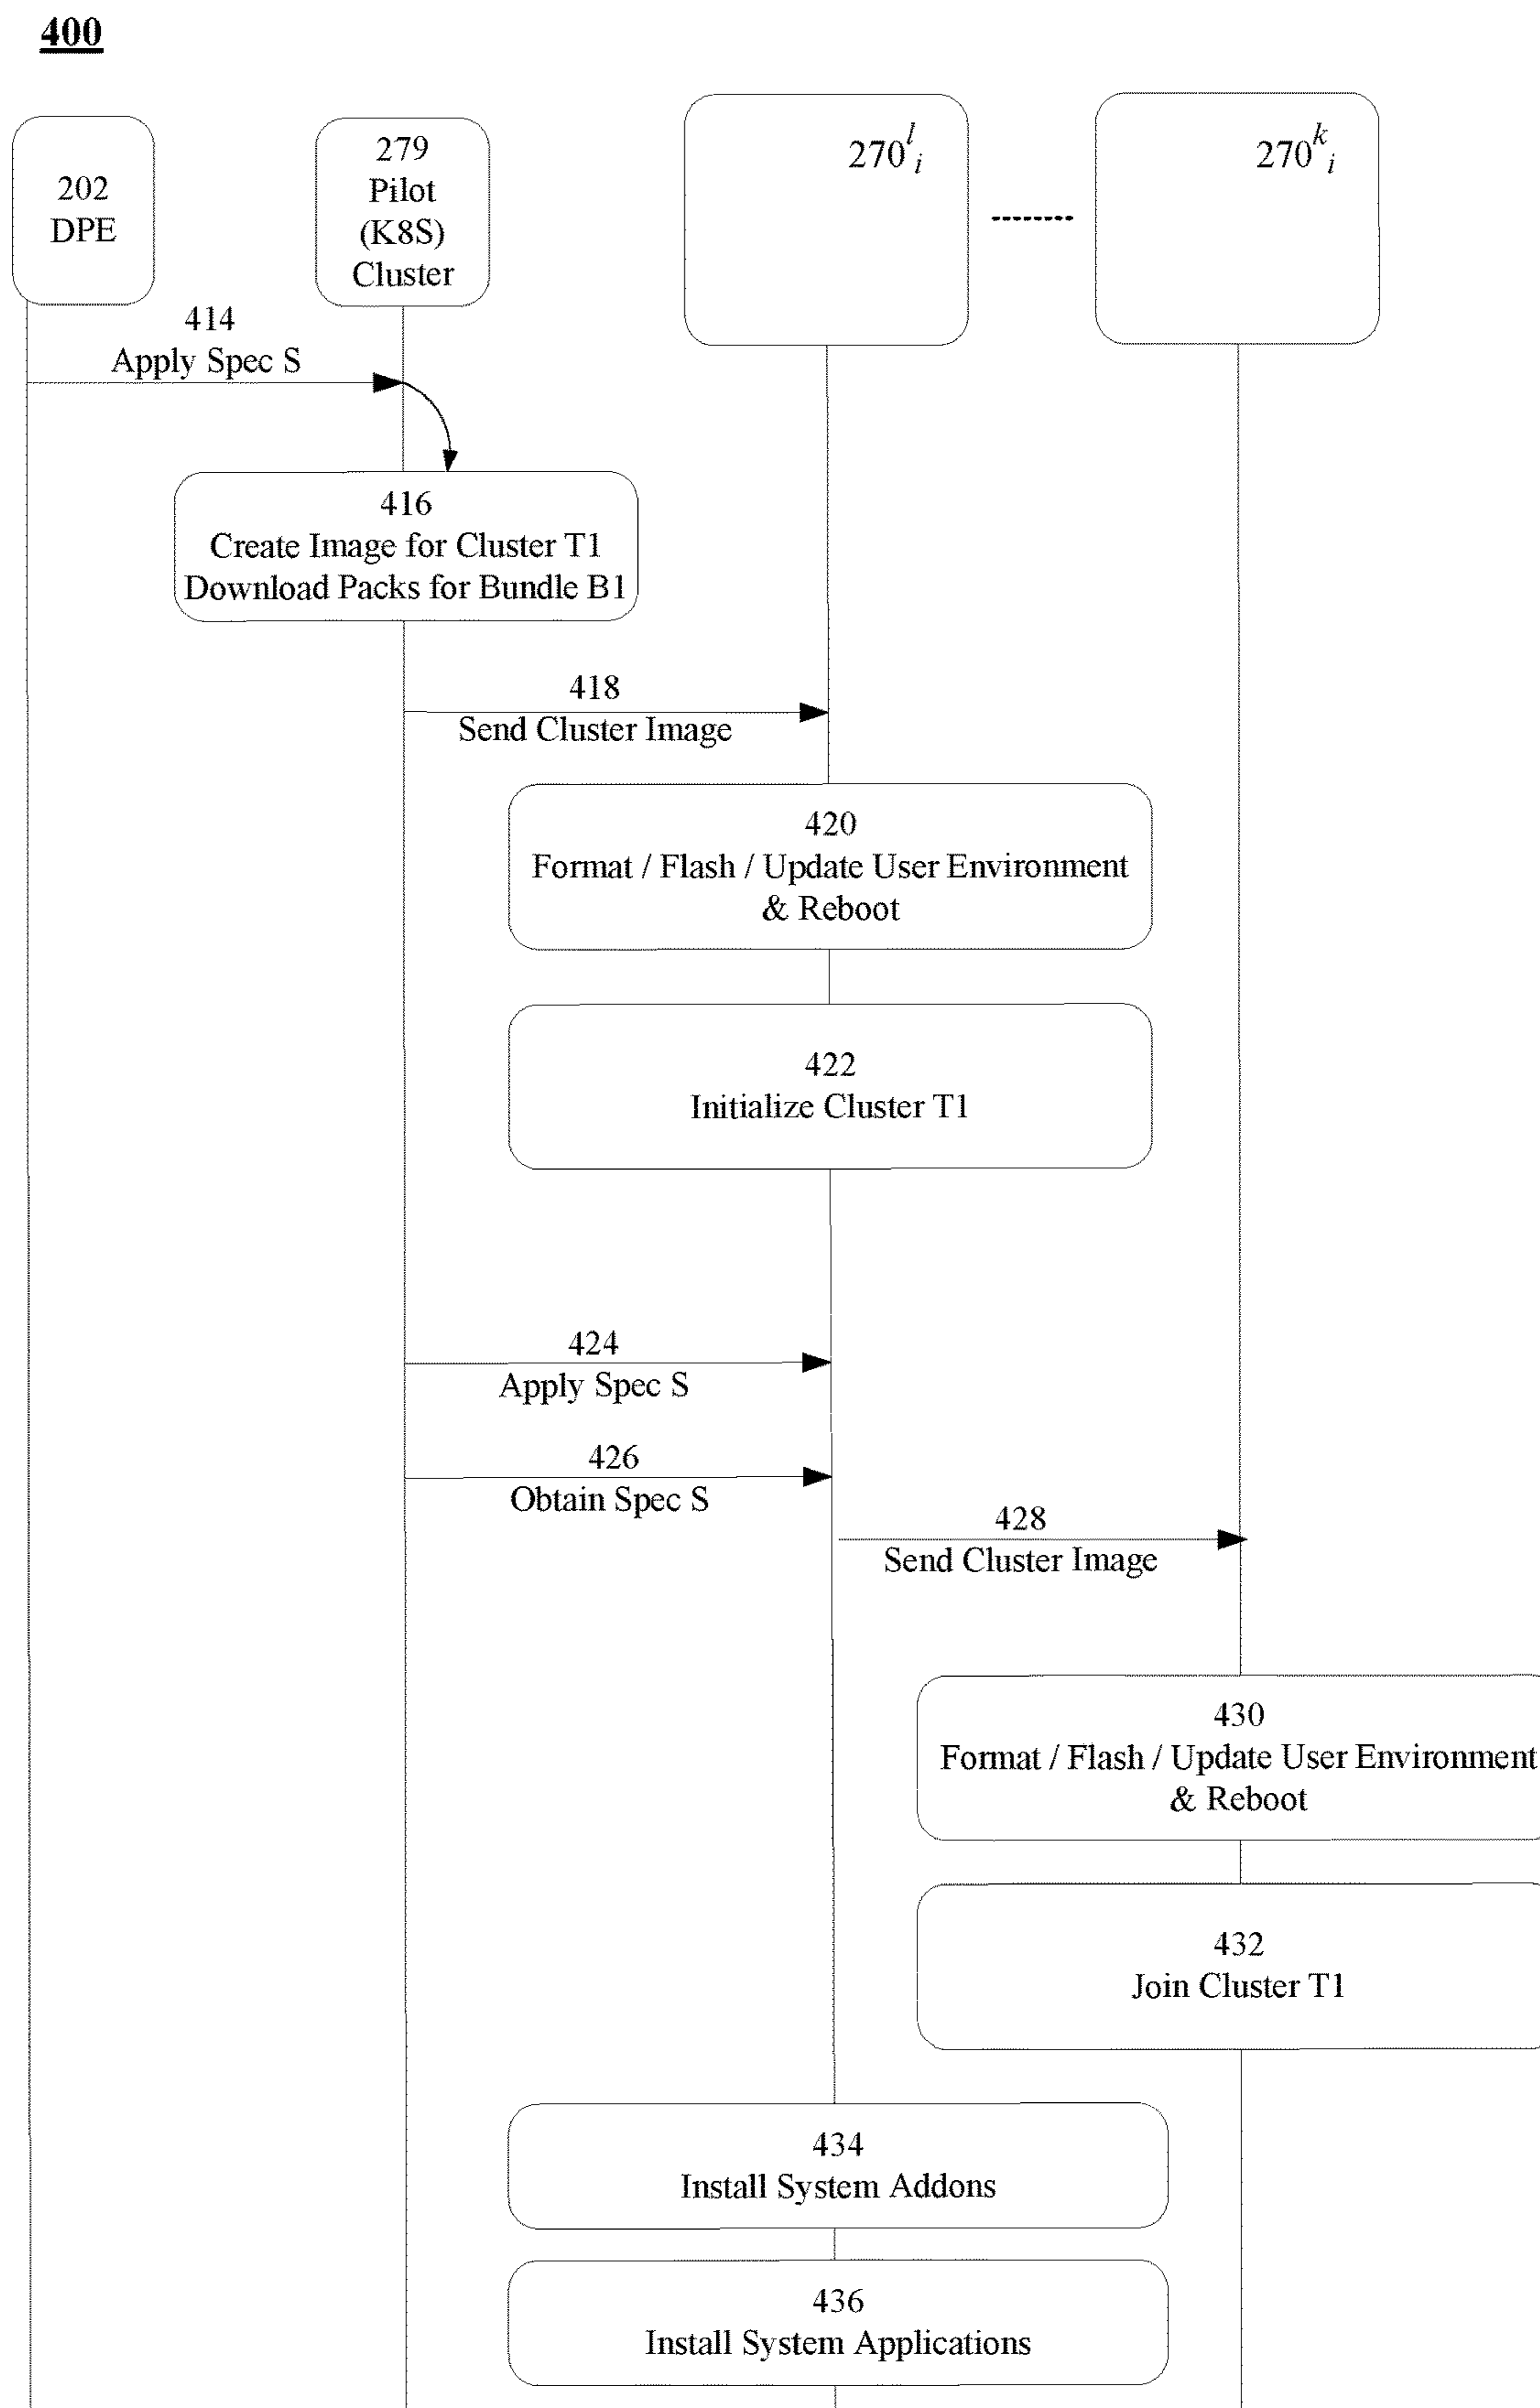 400
202
DPE
279
Pilot
(K8S)
Cluster
270^l_i
270^k_i
414
Apply Spec S
416
Create Image for Cluster T1
Download Packs for Bundle B1
418
Send Cluster Image
420
Format / Flash / Update User Environment
& Reboot
422
Initialize Cluster T1
424
Apply Spec S
426
Obtain Spec S
428
Send Cluster Image
430
Format / Flash / Update User Environment
& Reboot
432
Join Cluster T1
434
Install System Addons
436
Install System Applications